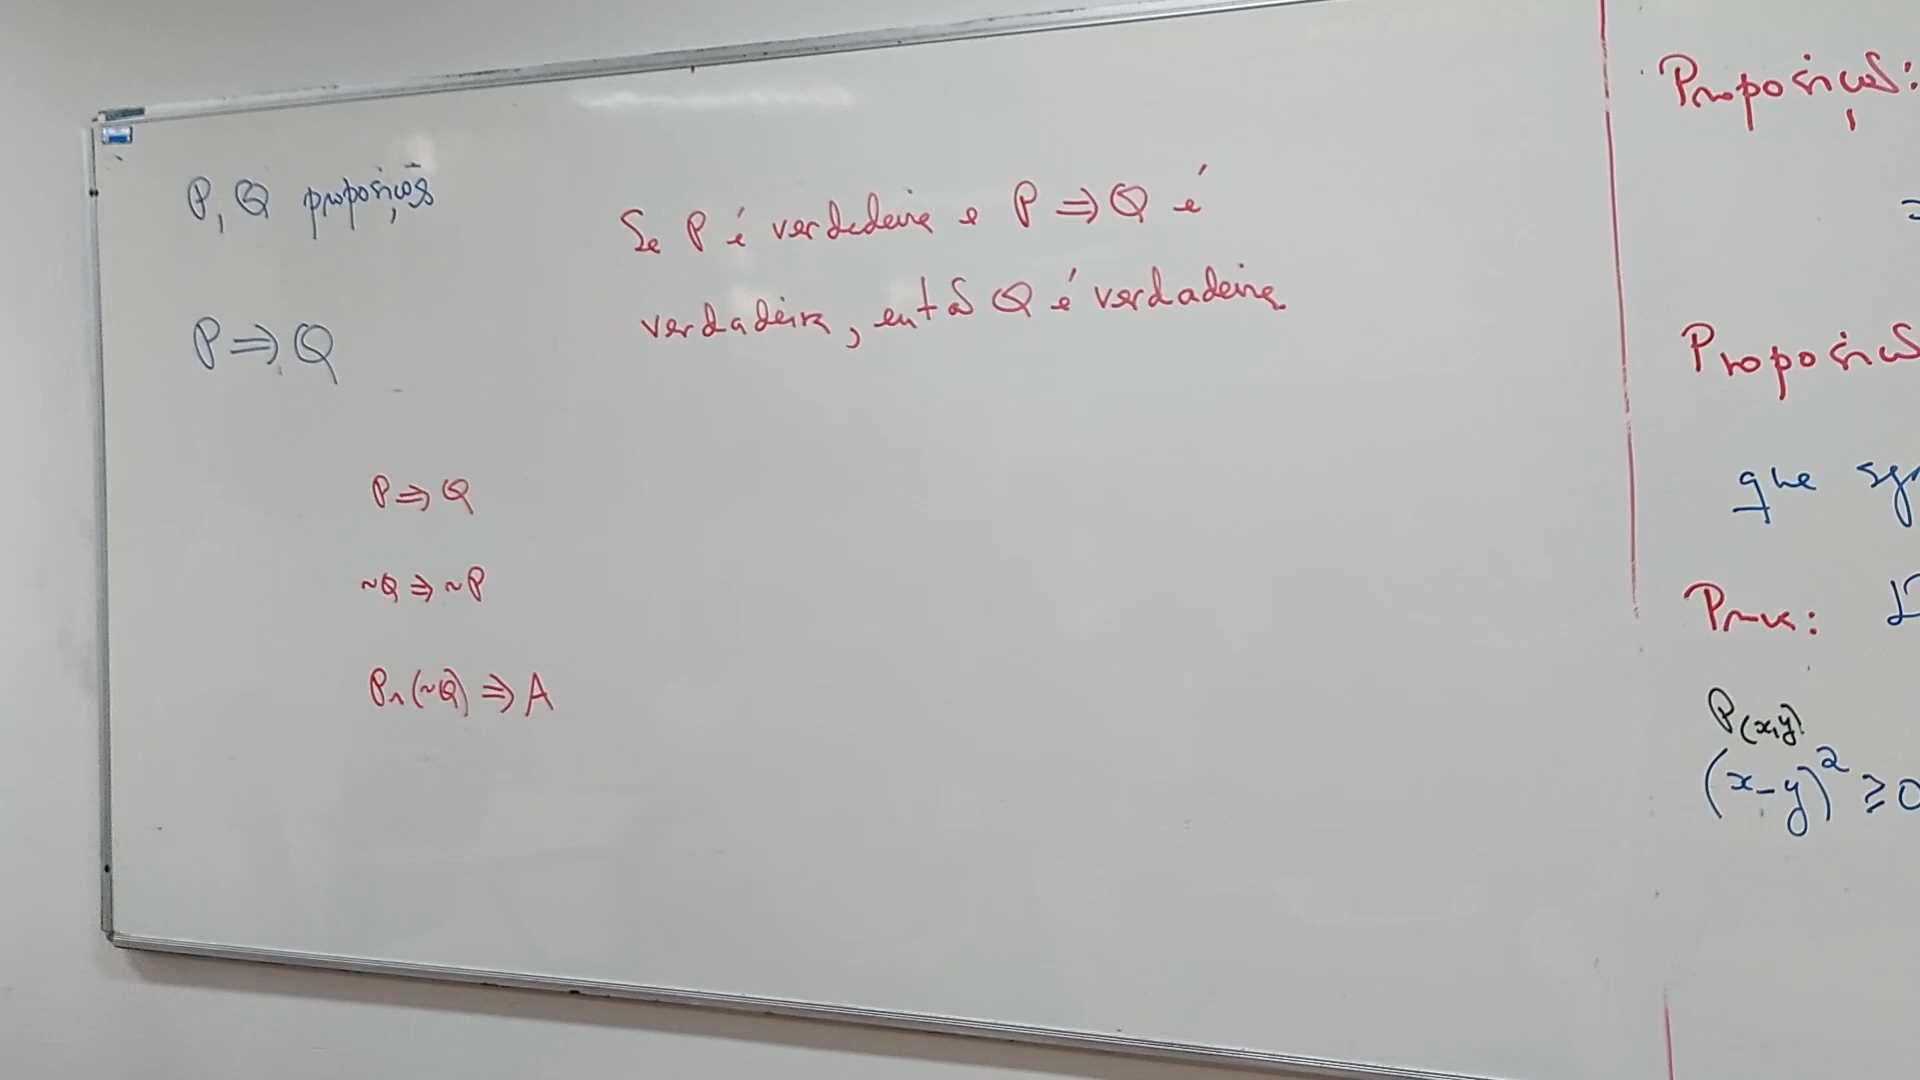 P, Q proposições
P ⇒ Q
Se P é verdadeira e P ⇒ Q é
verdadeira, então Q é verdadeira
P ⇒ Q
~Q ⇒ ~P
P∧(~Q) ⇒ A
Proposição:
Proposição
que
Prova:
P(x,y)
(x-y)² ≥ 0